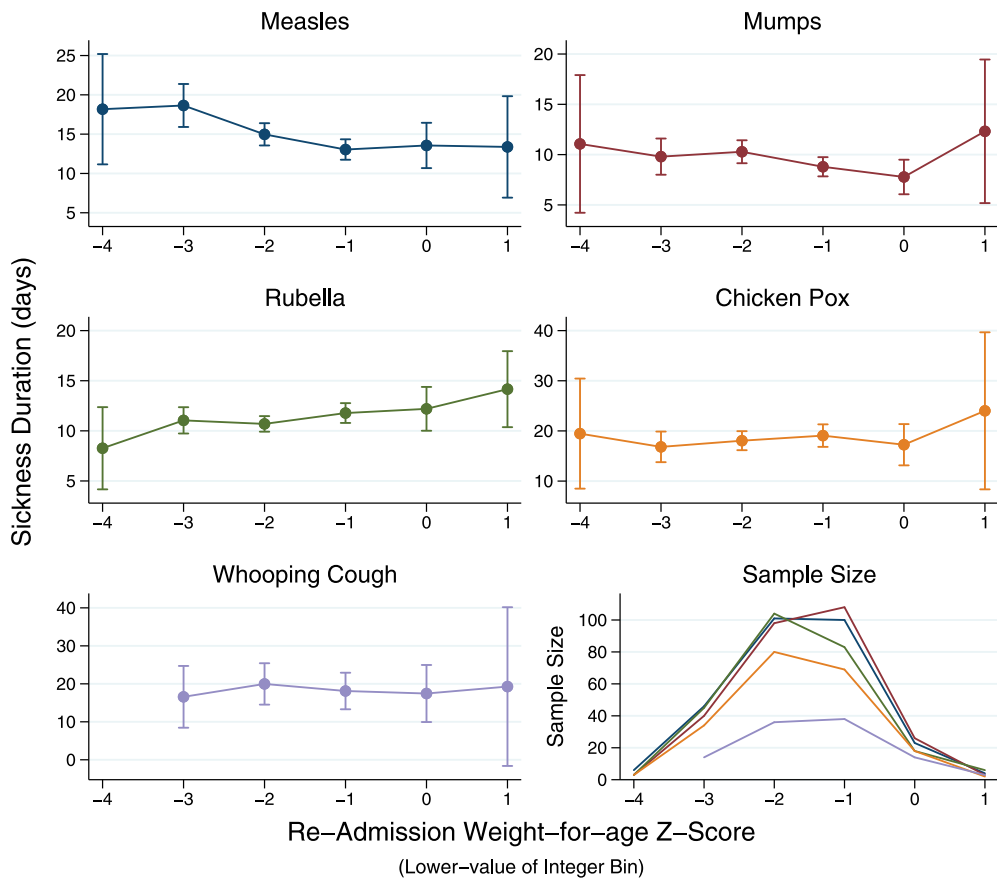 Measles
25
20
15
10
5
−4 −3 −2 −1 0 1
Mumps
20
15
10
5
−4 −3 −2 −1 0 1
Sickness Duration (days)
Rubella
20
15
10
5
−4 −3 −2 −1 0 1
Chicken Pox
40
30
20
10
−4 −3 −2 −1 0 1
Whooping Cough
40
30
20
10
0
−4 −3 −2 −1 0 1
Sample Size
Sample Size
100
80
60
40
20
0
−4 −3 −2 −1 0 1
Re−Admission Weight−for−age Z−Score
(Lower−value of Integer Bin)